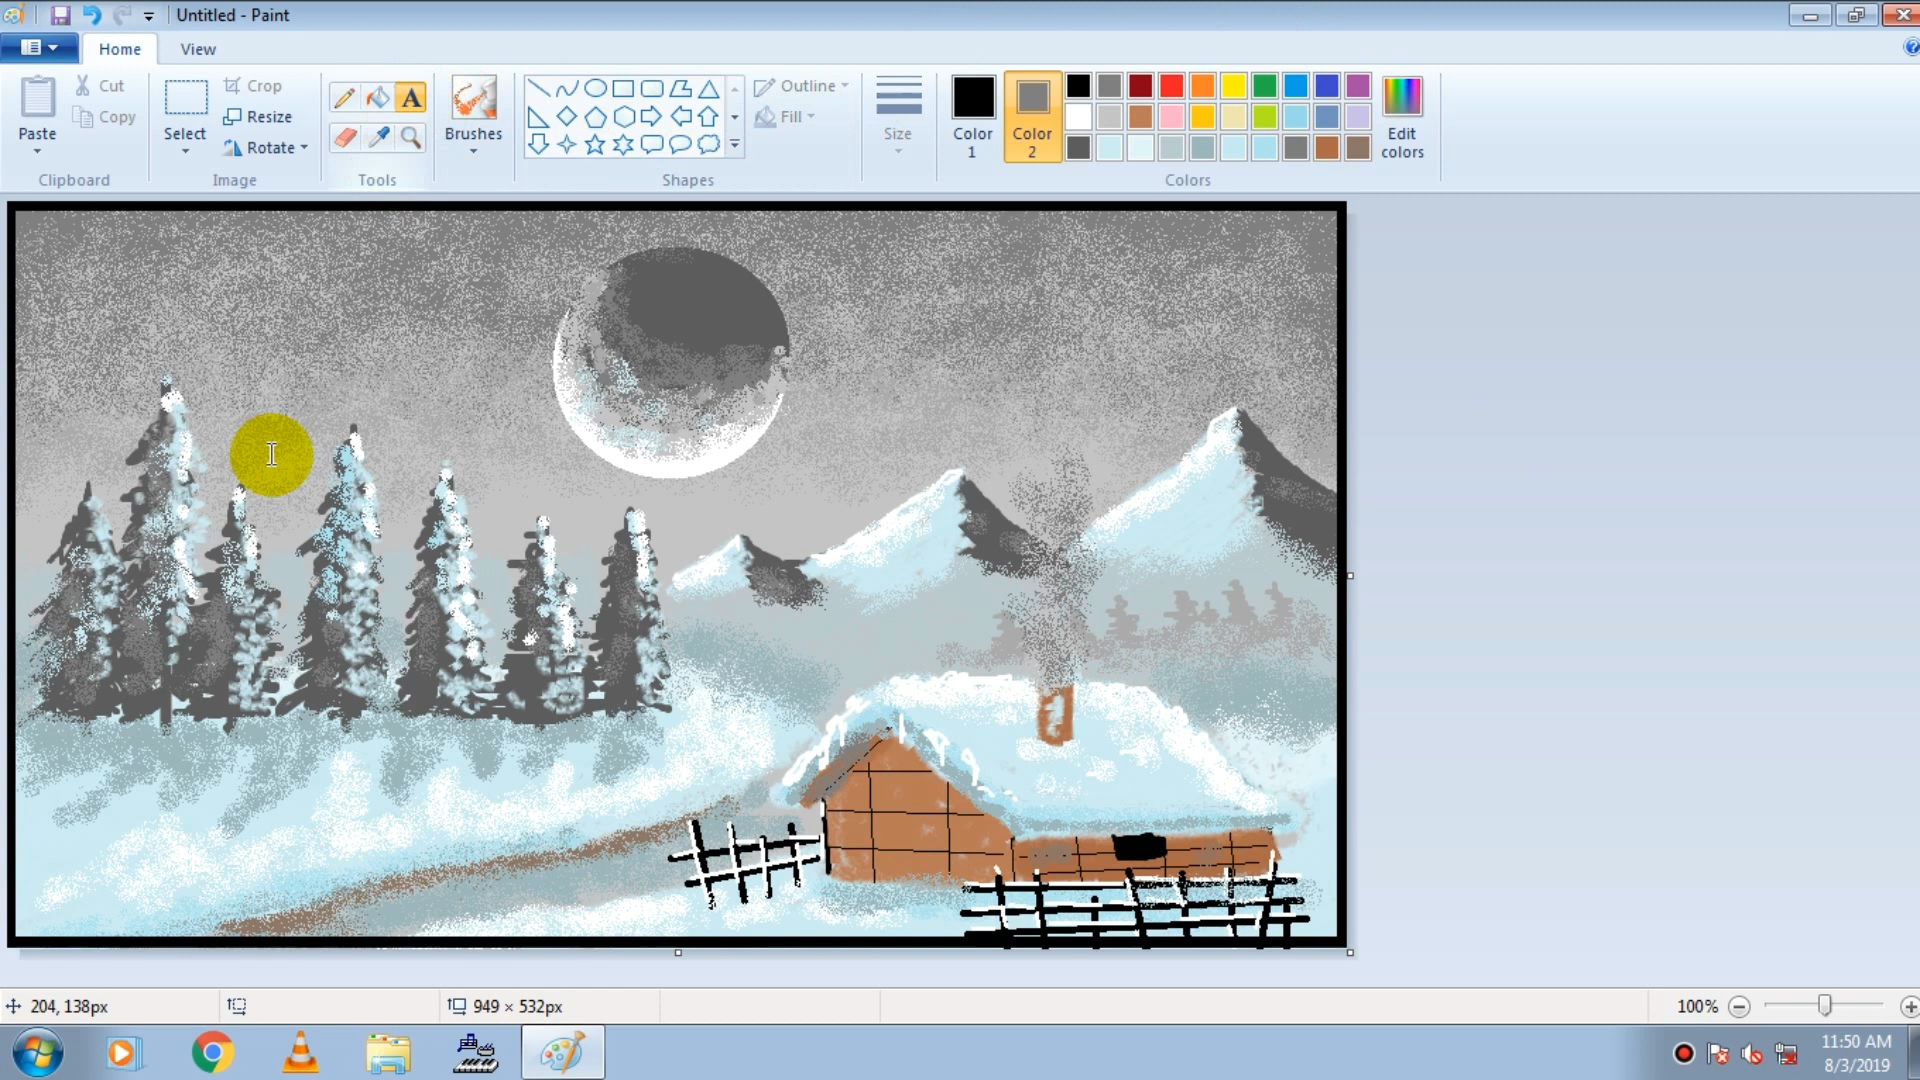 Untitled - Paint
Home View
Paste
Cut
Copy
Clipboard
Select
Crop
Resize
Rotate
Image
A
Tools
Brushes
Shapes
Outline
Fill
Size
Color 1
Color 2
Edit colors
Colors
204, 138px
949 × 532px
100%
11:50 AM
8/3/2019